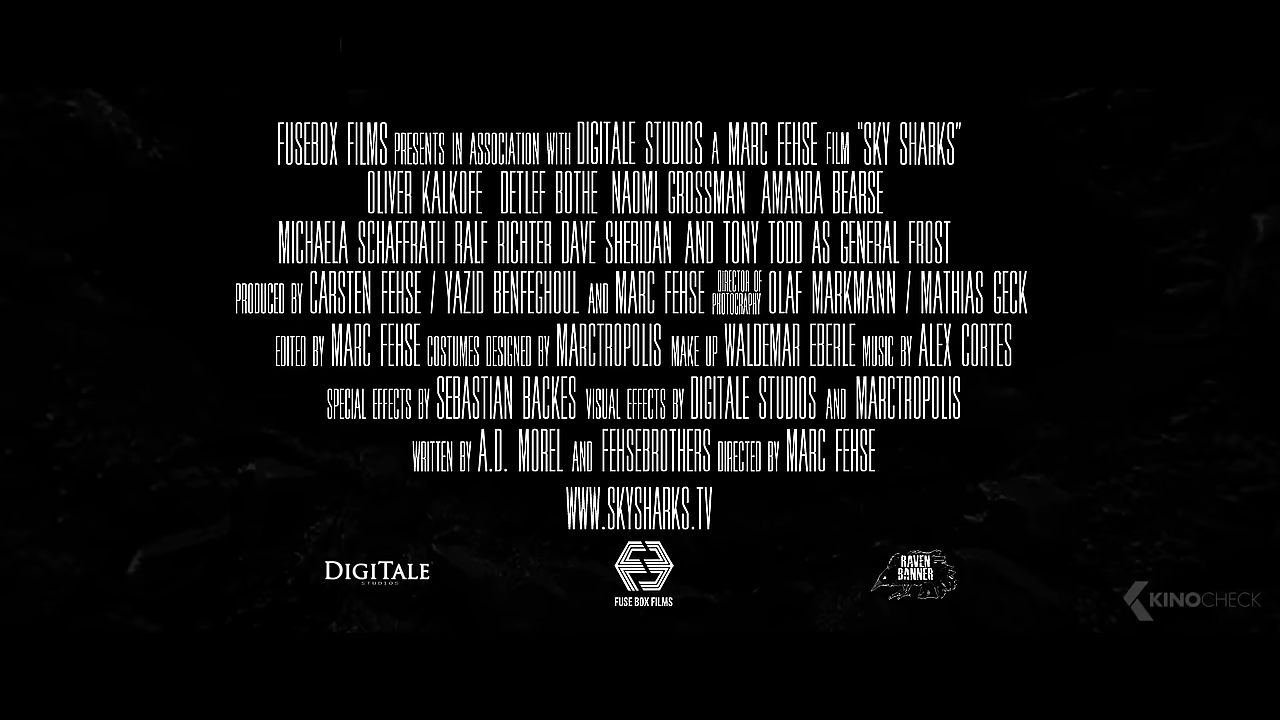 FUSEBOX FILMS PRESENTS IN ASSOCIATION WITH DIGITALE STUDIOS A MARC FEHSE FILM "SKY SHARKS"
OLIVER KALKOFE DETLEF BOTHE NAOMI GROSSMAN AMANDA BEARSE
MICHAELA SCHAFFRATH RALF RICHTER DAVE SHERIDAN AND TONY TODD AS GENERAL FROST
PRODUCED BY CARSTEN FEHSE / YAZID BENFEGHOUL AND MARC FEHSE DIRECTOR OF PHOTOGRAPHY OLAF MARKMANN / MATHIAS GECK
EDITED BY MARC FEHSE COSTUMES DESIGNED BY MARCTROPOLIS MAKE UP WALDEMAR EBERLE MUSIC BY ALEX CORTES
SPECIAL EFFECTS BY SEBASTIAN BACKES VISUAL EFFECTS BY DIGITALE STUDIOS AND MARCTROPOLIS
WRITTEN BY A.D. MOREL AND FEHSEBROTHERS DIRECTED BY MARC FEHSE
WWW.SKYSHARKS.TV
DIGITALE
STUDIOS
FUSE BOX FILMS
RAVEN
BANNER
KINOCHECK